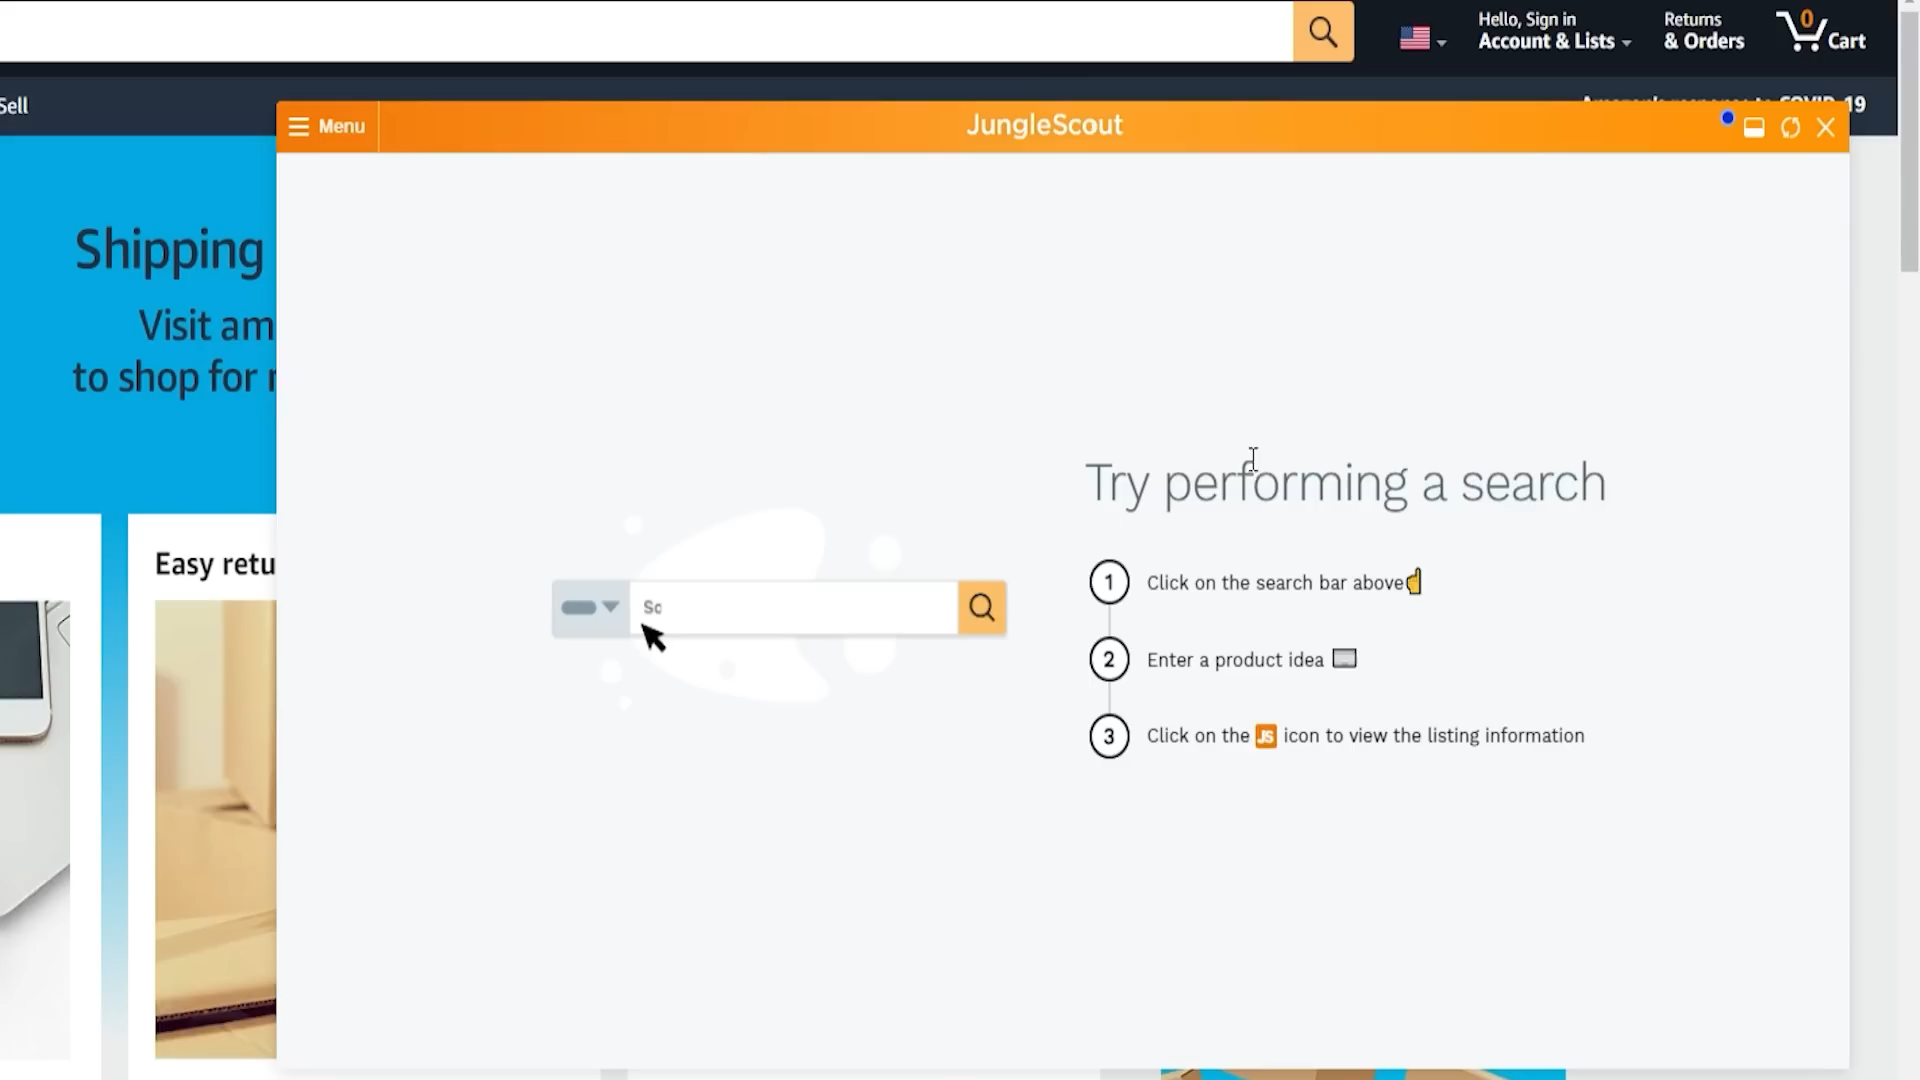 Hello, Sign in
Account & Lists
Returns
& Orders
0
Cart
Sell
COVID-19
Menu
JungleScout
Shipping
Visit am
to shop for
Easy retu
Try performing a search
Sc
1 Click on the search bar above
2 Enter a product idea
3 Click on the JS icon to view the listing information